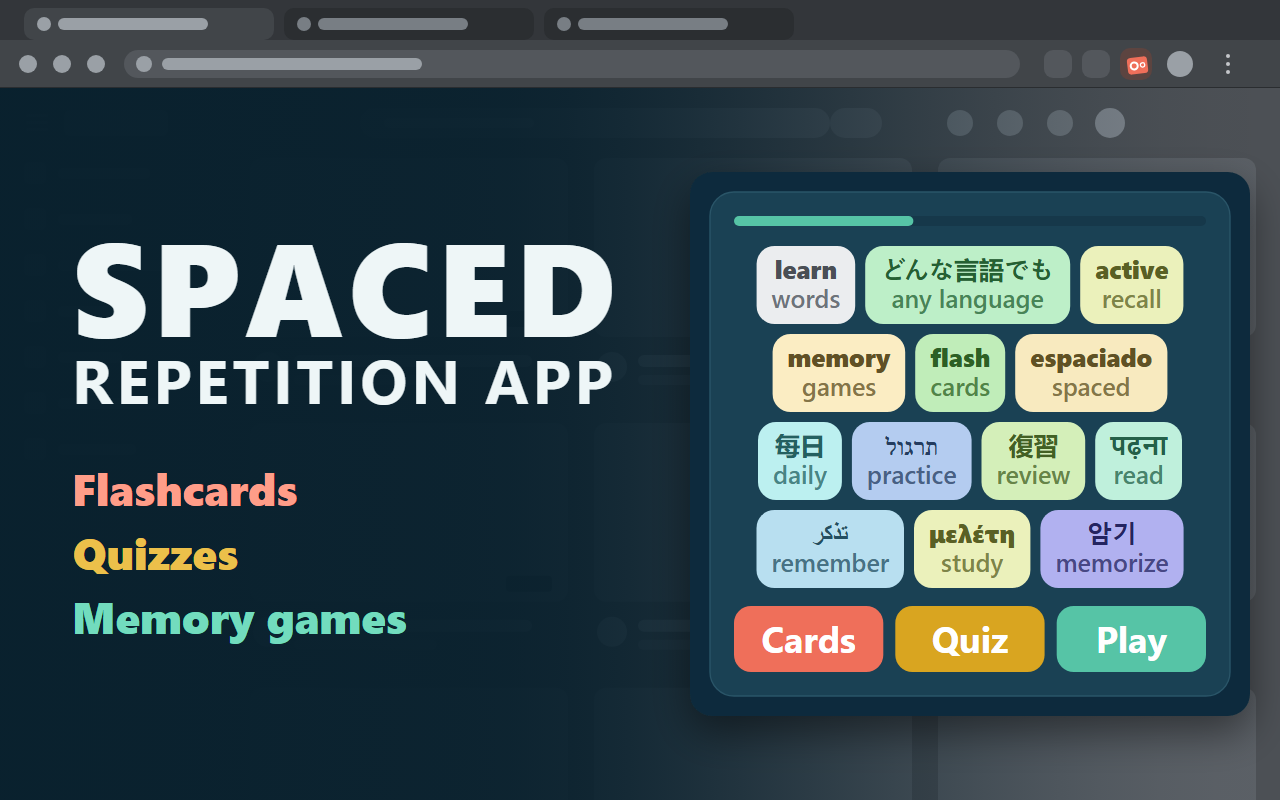 SPACED
REPETITION APP
Flashcards
Quizzes
Memory games
learn
words
どんな言語でも
any language
active
recall
memory
games
flash
cards
espaciado
spaced
毎日
daily
תרגול
practice
復習
review
पढ़ना
read
تذكر
remember
μελέτη
study
암기
memorize
Cards
Quiz
Play